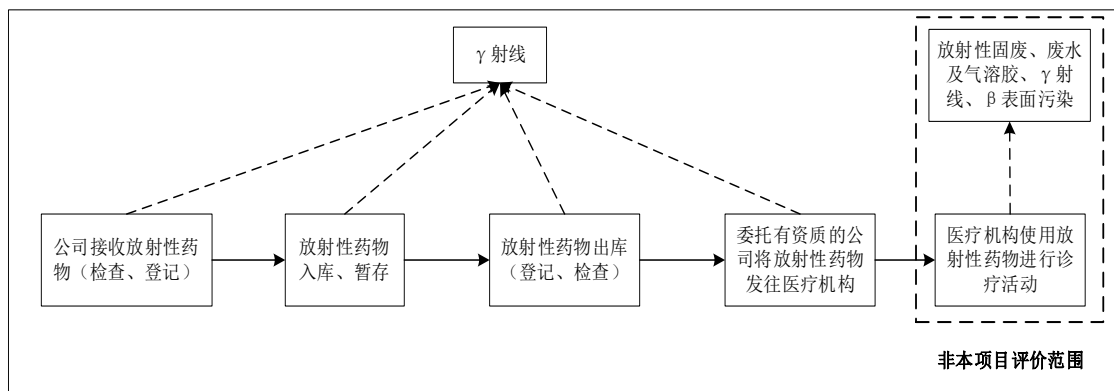 γ 射线
放射性固废、废水
及气溶胶、γ 射
线、β 表面污染
公司接收放射性药
物（检查、登记）
放射性药物
入库、暂存
放射性药物出库
（登记、检查）
委托有资质的公
司将放射性药物
发往医疗机构
医疗机构使用放
射性药物进行诊
疗活动
非本项目评价范围